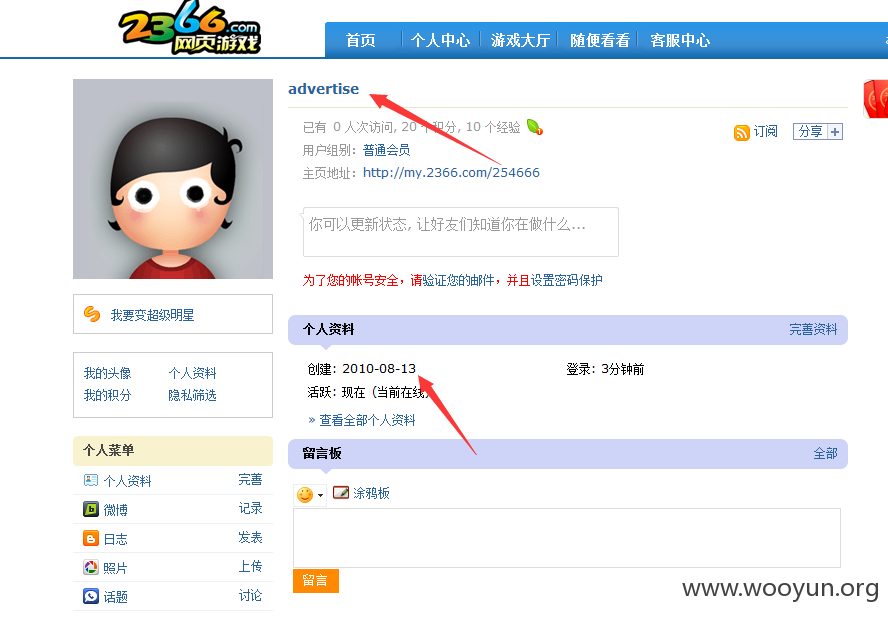 2366.com
网页游戏
首页 个人中心 游戏大厅 随便看看 客服中心
advertise
已有 0 人次访问, 20 个积分, 10 个经验
订阅 分享 +
用户组别: 普通会员
主页地址: http://my.2366.com/254666
你可以更新状态, 让好友们知道你在做什么...
为了您的帐号安全，请验证您的邮件，并且设置密码保护
我要变超级明星
个人资料 完善资料
创建: 2010-08-13 登录: 3分钟前
活跃: 现在 (当前在线)
» 查看全部个人资料
我的头像 个人资料
我的积分 隐私筛选
留言板 全部
个人菜单
个人资料 完善
微博 记录
日志 发表
照片 上传
话题 讨论
涂鸦板
留言
www.wooyun.org